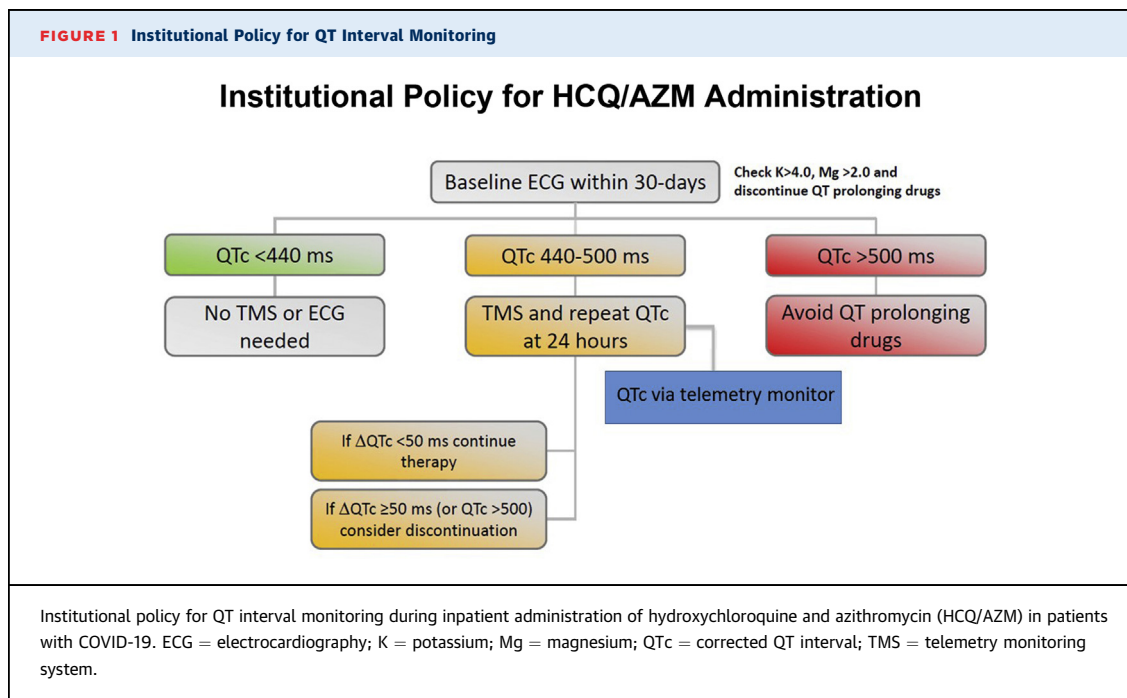 FIGURE 1 Institutional Policy for QT Interval Monitoring
Institutional Policy for HCQ/AZM Administration
Baseline ECG within 30-days
Check K>4.0, Mg >2.0 and
discontinue QT prolonging drugs
QTc <440 ms
QTc 440-500 ms
QTc >500 ms
No TMS or ECG
needed
TMS and repeat QTc
at 24 hours
Avoid QT prolonging
drugs
QTc via telemetry monitor
If ΔQTc <50 ms continue
therapy
If ΔQTc ≥50 ms (or QTc >500)
consider discontinuation
Institutional policy for QT interval monitoring during inpatient administration of hydroxychloroquine and azithromycin (HCQ/AZM) in patients
with COVID-19. ECG = electrocardiography; K = potassium; Mg = magnesium; QTc = corrected QT interval; TMS = telemetry monitoring
system.